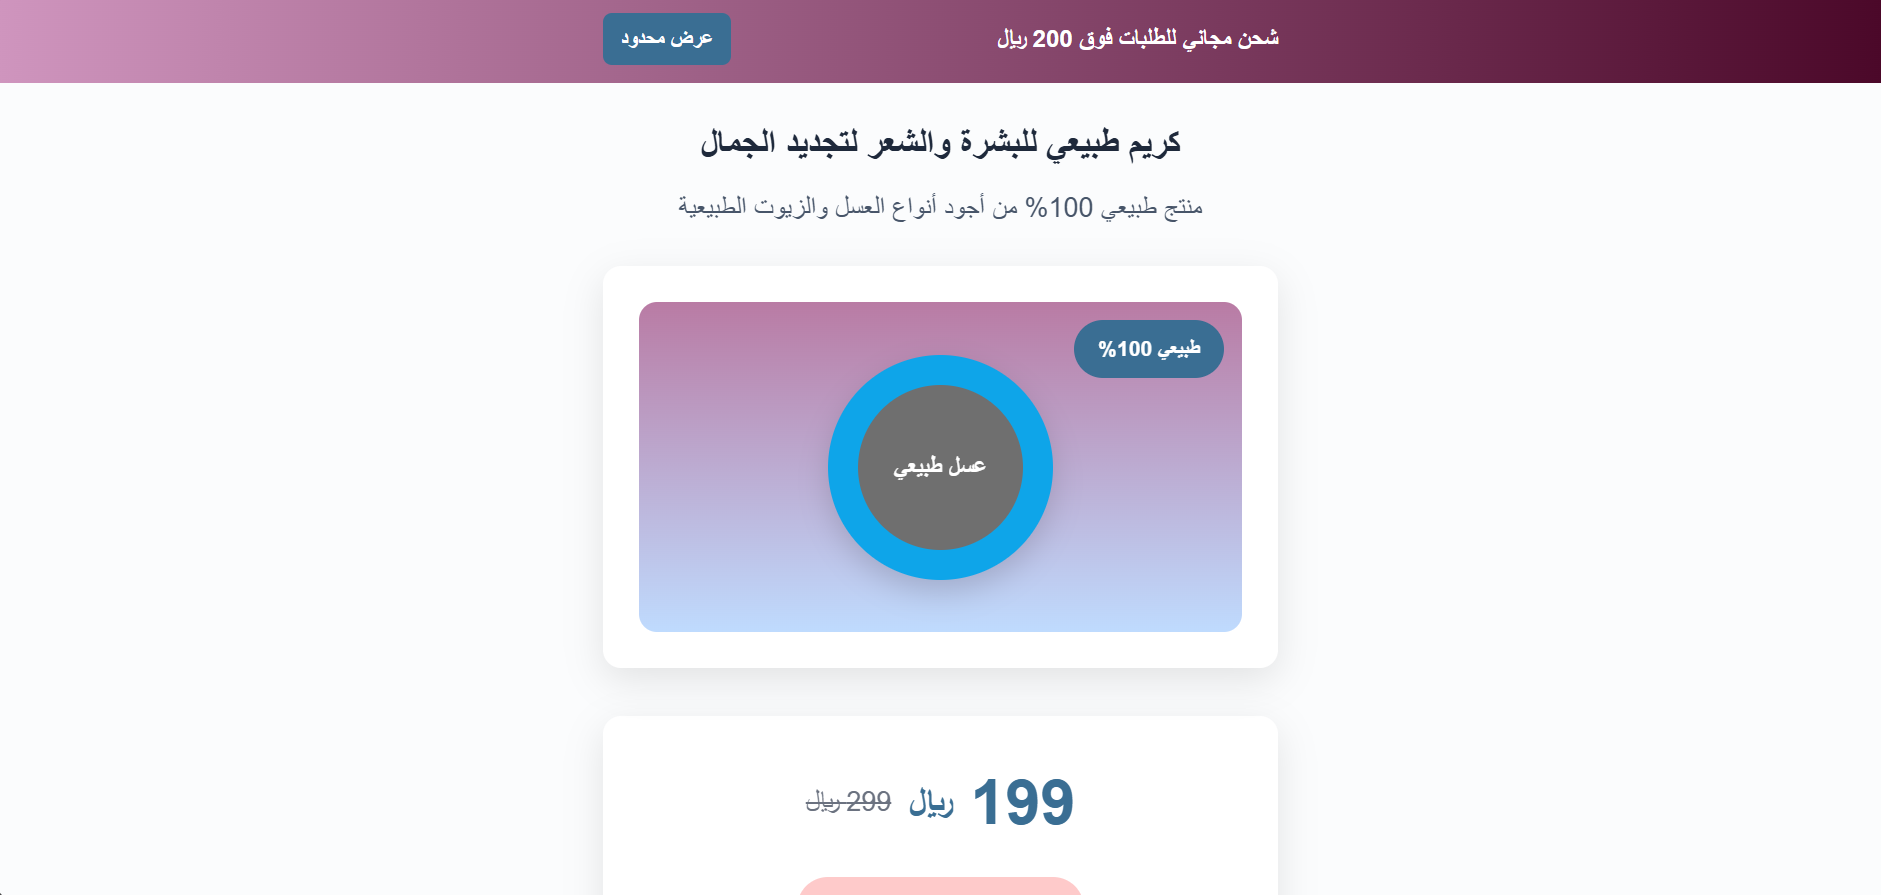 شحن مجاني للطلبات فوق 200 ريال
عرض محدود
كريم طبيعي للبشرة والشعر لتجديد الجمال
منتج طبيعي 100% من أجود أنواع العسل والزيوت الطبيعية
طبيعي 100%
عسل طبيعي
199 ريال 299 ريال